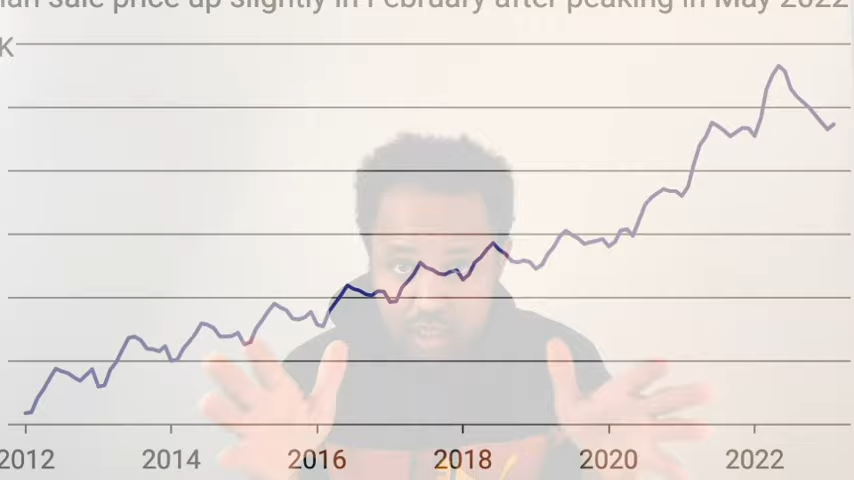 sale price up slightly in February after peaking in May 2022
K
2012 2014 2016 2018 2020 2022